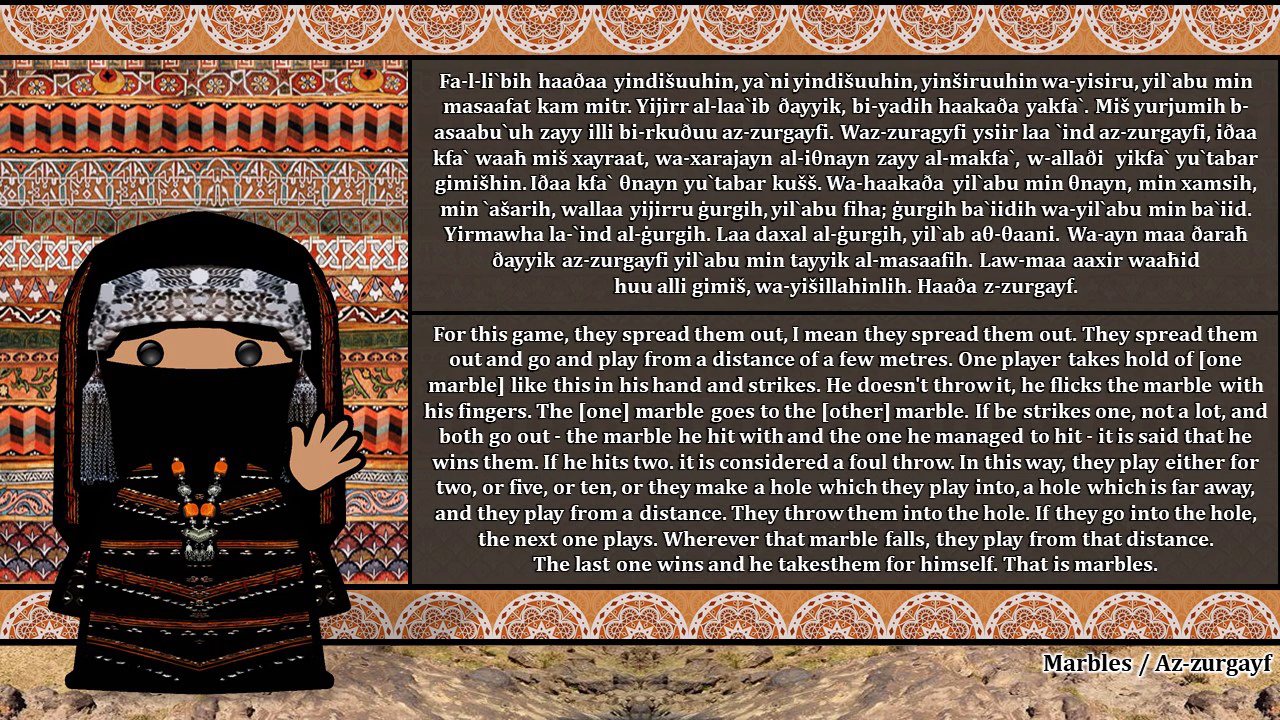 Fa-l-li`bih haaðaa yindišuuhin, ya`ni yindišuuhin, yinširuuhin wa-yisiru, yil`abu min
masaafat kam mitr. Yijirr al-laa`ib ðayyik, bi-yadih haakaða yakfa`. Miš yurjumih b-
asaabu`uh zayy illi bi-rkuðuu az-zurgayfi. Waz-zuragyfi ysiir laa `ind az-zurgayfi, iðaa
kfa` waaħ miš xayraat, wa-xarajayn al-iθnayn zayy al-makfa`, w-allaði yikfa` yu`tabar
gimišhin. Iðaa kfa` θnayn yu`tabar kušš. Wa-haakaða yil`abu min θnayn, min xamsih,
min `ašarih, wallaa yijirru ġurgih, yil`abu fiha; ġurgih ba`iidih wa-yil`abu min ba`iid.
Yirmawha la-`ind al-ġurgih. Laa daxal al-ġurgih, yil`ab aθ-θaani. Wa-ayn maa ðaraħ
ðayyik az-zurgayfi yil`abu min tayyik al-masaafih. Law-maa aaxir waaħid
huu alli gimiš, wa-yišillahinlih. Haaða z-zurgayf.
For this game, they spread them out, I mean they spread them out. They spread them
out and go and play from a distance of a few metres. One player takes hold of [one
marble] like this in his hand and strikes. He doesn't throw it, he flicks the marble with
his fingers. The [one] marble goes to the [other] marble. If be strikes one, not a lot, and
both go out - the marble he hit with and the one he managed to hit - it is said that he
wins them. If he hits two. it is considered a foul throw. In this way, they play either for
two, or five, or ten, or they make a hole which they play into, a hole which is far away,
and they play from a distance. They throw them into the hole. If they go into the hole,
the next one plays. Wherever that marble falls, they play from that distance.
The last one wins and he takesthem for himself. That is marbles.
Marbles / Az-zurgayf